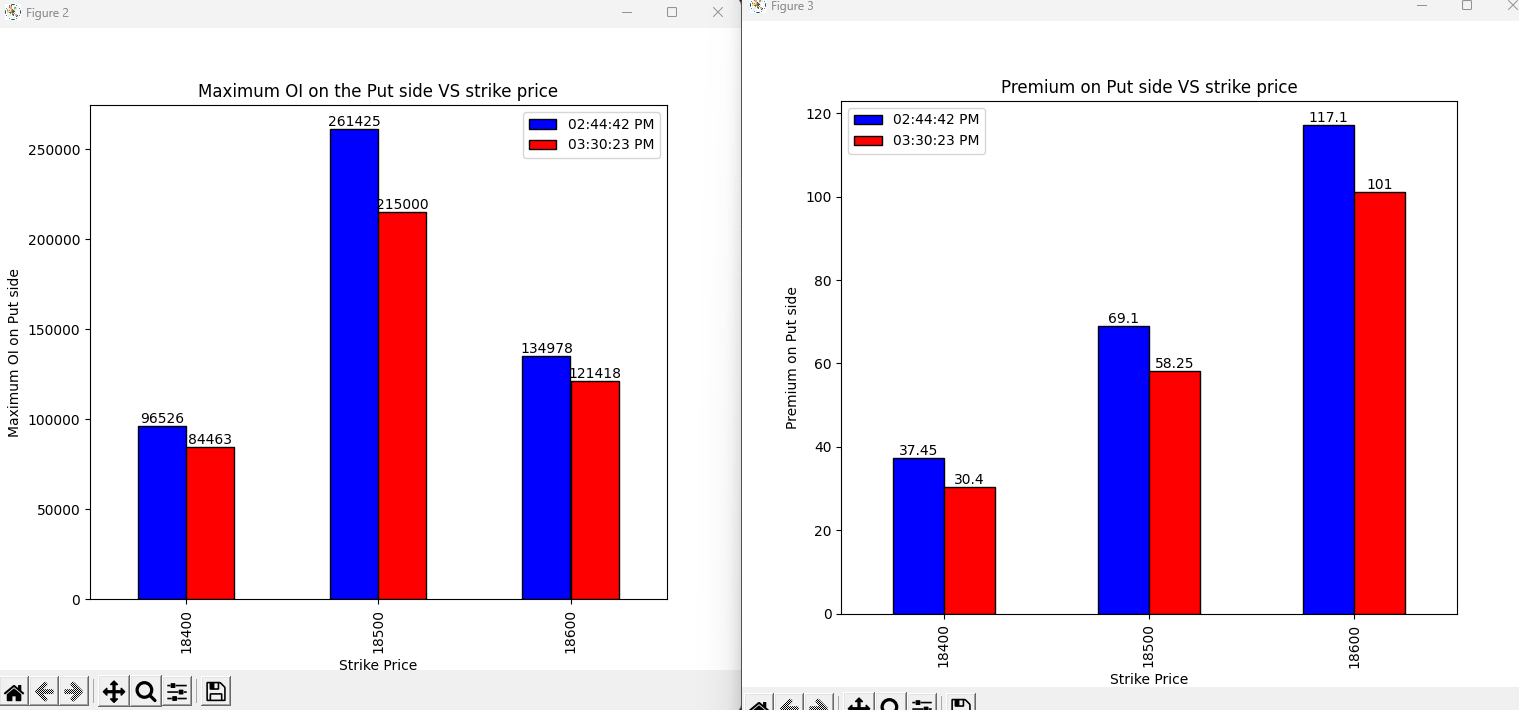 Figure 2
Maximum OI on the Put side VS strike price
02:44:42 PM
03:30:23 PM
Maximum OI on Put side
250000
200000
150000
100000
50000
0
96526
84463
261425
215000
134978
121418
18400
18500
18600
Strike Price
Figure 3
Premium on Put side VS strike price
02:44:42 PM
03:30:23 PM
Premium on Put side
120
100
80
60
40
20
0
37.45
30.4
69.1
58.25
117.1
101
18400
18500
18600
Strike Price